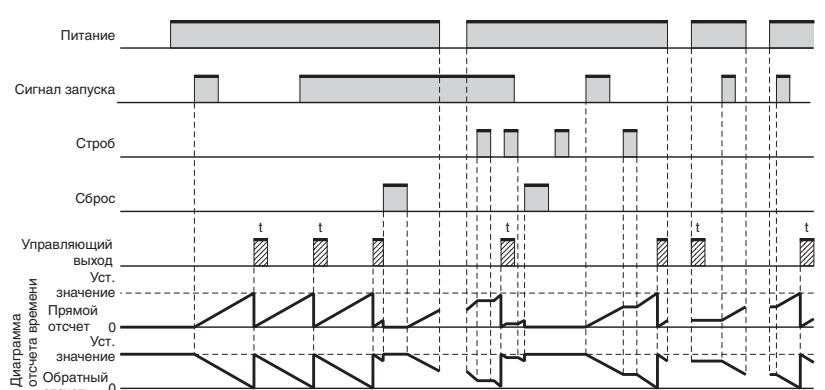 Питание
Сигнал запуска
Строб
Сброс
t t t t t
Управляющий
выход
Уст.
значение
Прямой
отсчет 0
Уст.
значение
Обратный
0
Диаграмма
отсчета времени